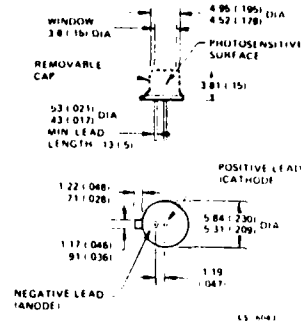 4.95 (.195) DIA
4.52 (.178)
WINDOW
3.8 (.15) DIA
PHOTOSENSITIVE
SURFACE
REMOVABLE
CAP
3.81 (.15)
.53 (.021)
.43 (.017) DIA
MIN. LEAD
LENGTH 13 (.5)
POSITIVE LEAD
(CATHODE
1.22 (.048)
.71 (.028)
5.84 (.230)
5.31 (.209) DIA
1.17 (.046)
.91 (.036)
1.19
(.047)
NEGATIVE LEAD
(ANODE)